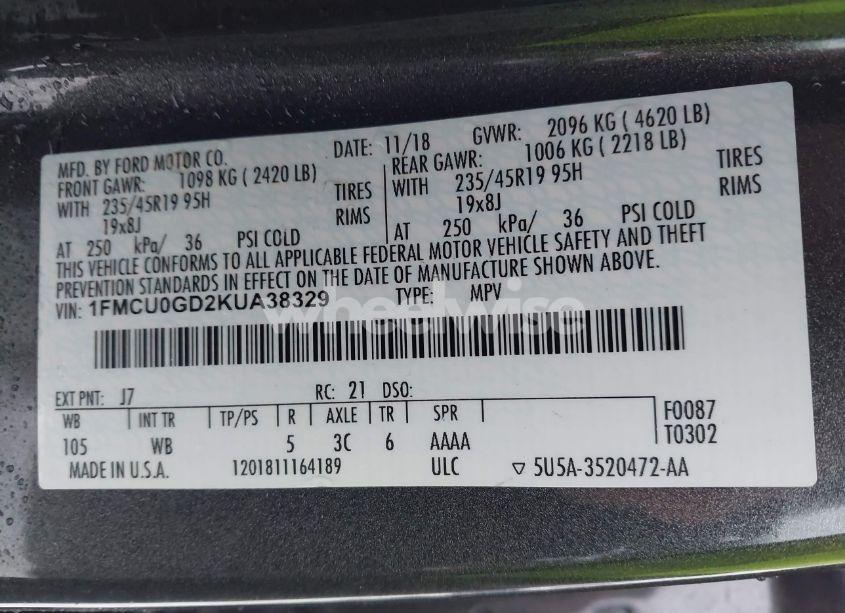 MFD. BY FORD MOTOR CO. DATE: 11/18 GVWR: 2096 KG ( 4620 LB)
FRONT GAWR: 1098 KG ( 2420 LB) REAR GAWR: 1006 KG ( 2218 LB)
WITH 235/45R19 95H TIRES WITH 235/45R19 95H TIRES
19x8J RIMS 19x8J RIMS
AT 250 kPa/ 36 PSI COLD AT 250 kPa/ 36 PSI COLD
THIS VEHICLE CONFORMS TO ALL APPLICABLE FEDERAL MOTOR VEHICLE SAFETY AND THEFT
PREVENTION STANDARDS IN EFFECT ON THE DATE OF MANUFACTURE SHOWN ABOVE.
VIN: 1FMCU0GD2KUA38329 TYPE: MPV
wheelwise
EXT PNT: J7 RC: 21 DSO:
WB INT TR TP/PS R AXLE TR SPR F0087
105 WB 5 3C 6 AAAA T0302
MADE IN U.S.A. 1201811164189 ULC ▽ 5U5A-3520472-AA